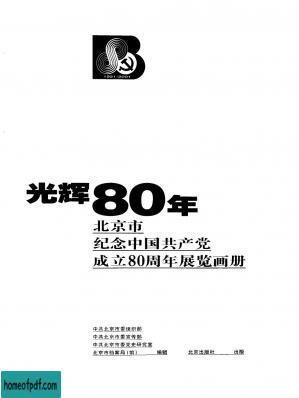 1921-2001
光辉80年
北京市
纪念中国共产党
成立80周年展览画册
中共北京市委组织部
中共北京市委宣传部
中共北京市委党史研究室
北京市档案局(馆) 编辑 北京出版社 出版
homeofpdf.com
homeofpdf.com